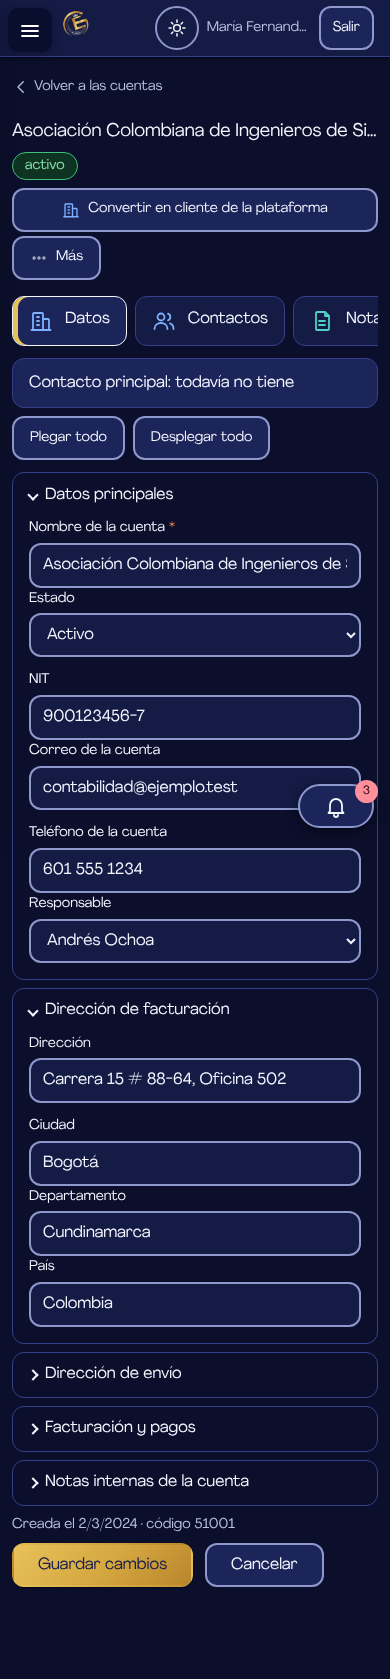 María Fernand...
Salir
Volver a las cuentas
Asociación Colombiana de Ingenieros de Si...
activo
Convertir en cliente de la plataforma
Más
Datos
Contactos
Nota
Contacto principal: todavía no tiene
Plegar todo
Desplegar todo
Datos principales
Nombre de la cuenta *
Asociación Colombiana de Ingenieros de
Estado
Activo
NIT
900123456-7
Correo de la cuenta
contabilidad@ejemplo.test
3
Teléfono de la cuenta
601 555 1234
Responsable
Andrés Ochoa
Dirección de facturación
Dirección
Carrera 15 # 88-64, Oficina 502
Ciudad
Bogotá
Departamento
Cundinamarca
País
Colombia
Dirección de envío
Facturación y pagos
Notas internas de la cuenta
Creada el 2/3/2024 · código 51001
Guardar cambios
Cancelar